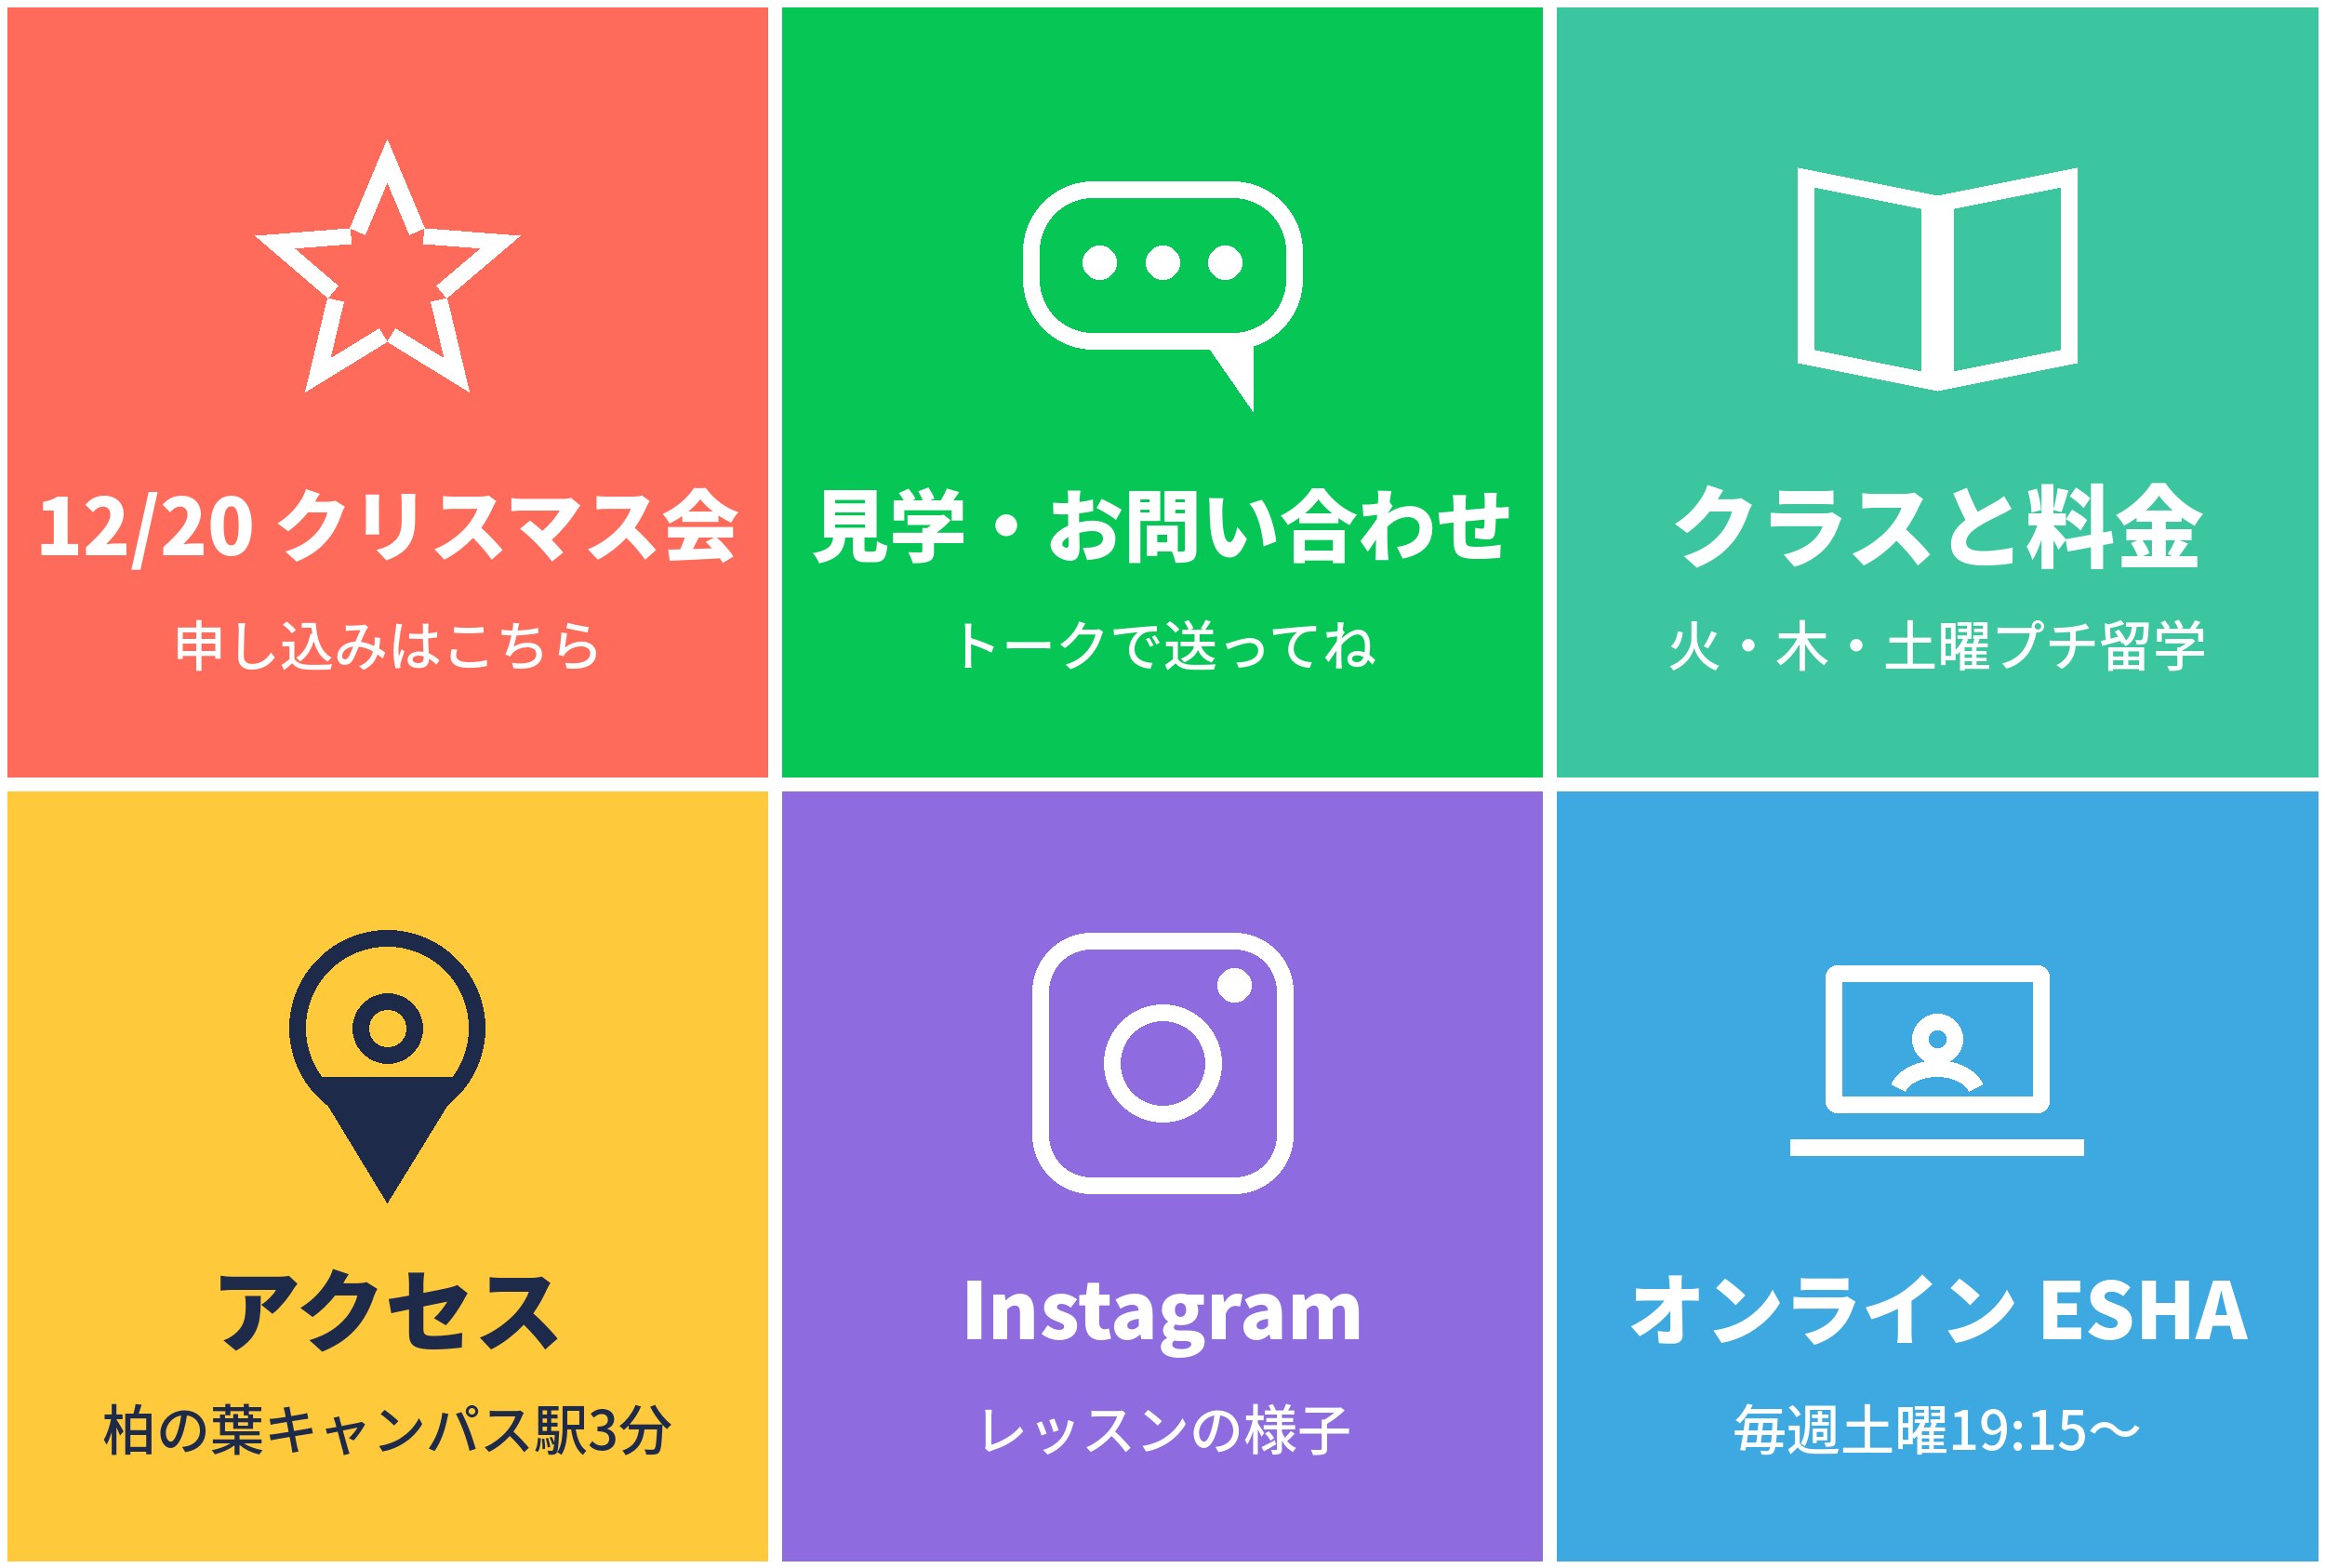 12/20 クリスマス会
申し込みはこちら
見学・お問い合わせ
トークで送ってね
クラスと料金
火・木・土曜プチ留学
アクセス
柏の葉キャンパス駅3分
Instagram
レッスンの様子
オンライン ESHA
毎週土曜19:15〜